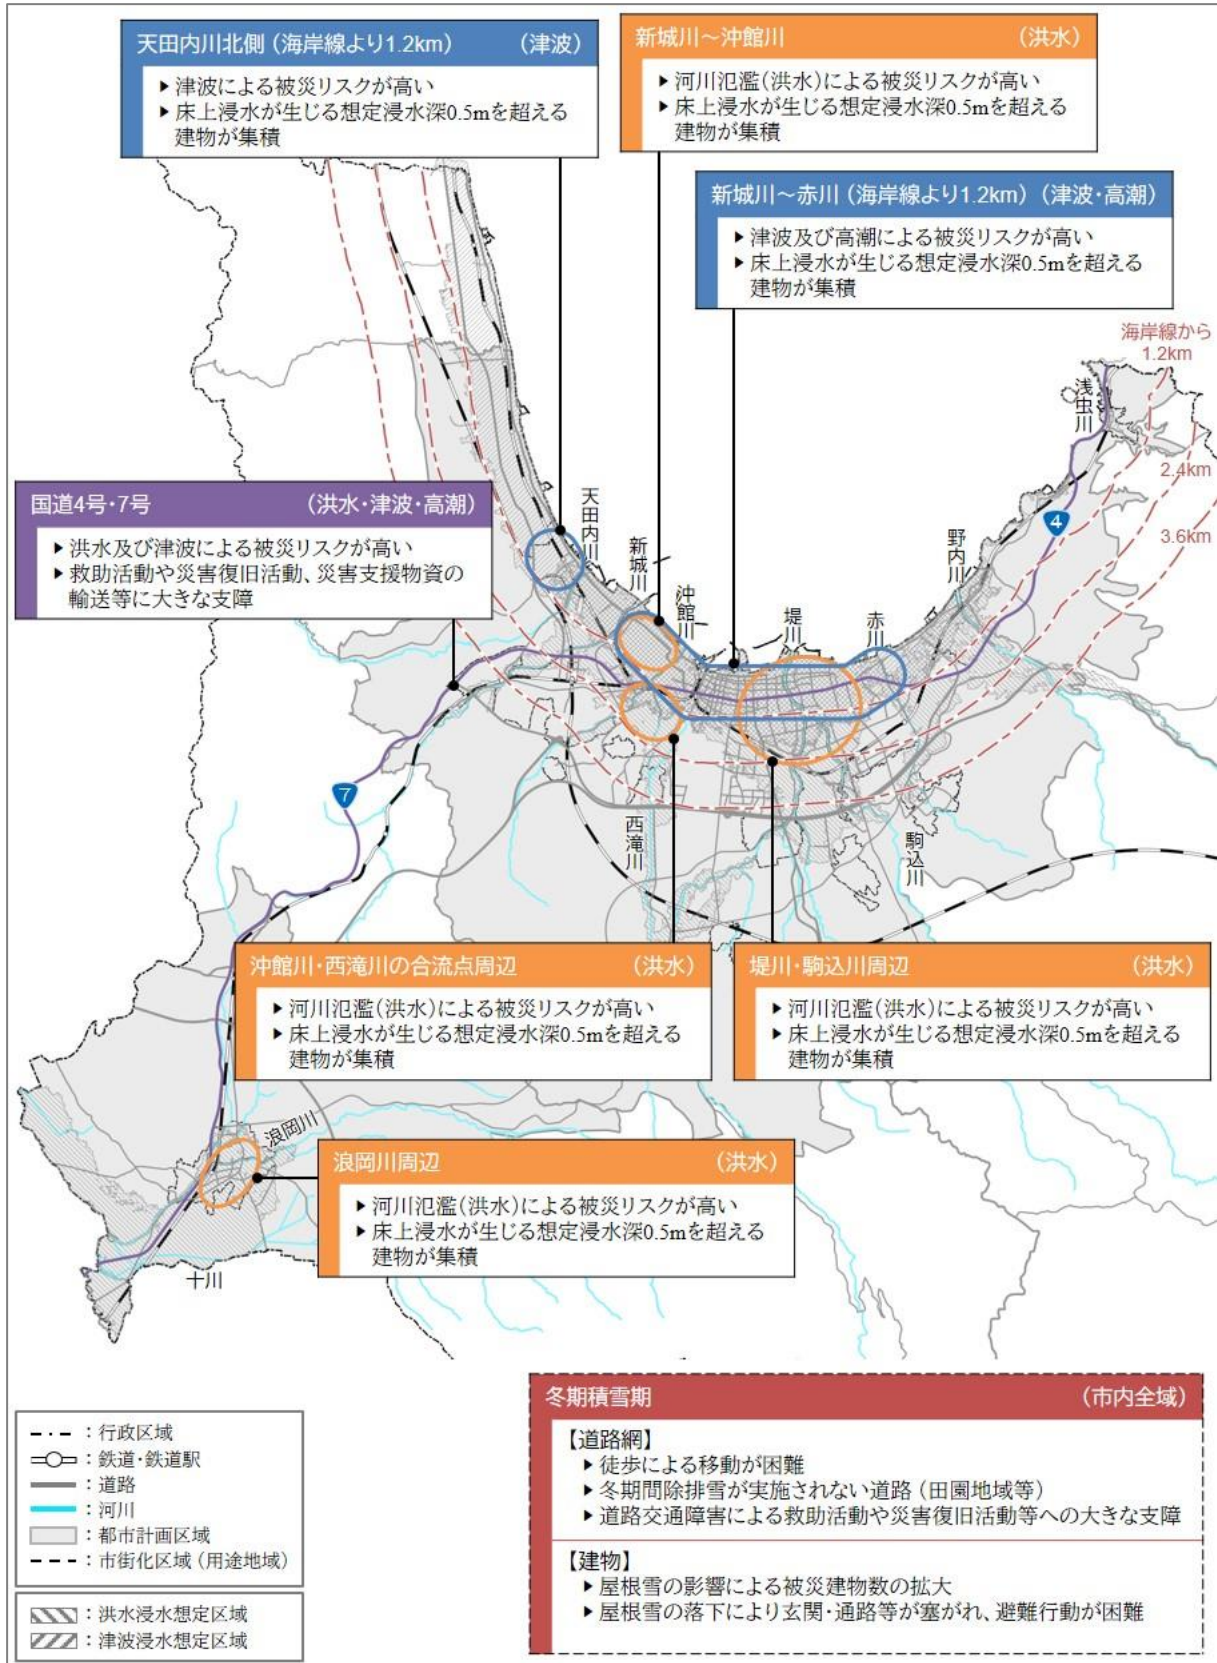 天田内川北側（海岸線より1.2km）　（津波）
▶ 津波による被災リスクが高い
▶ 床上浸水が生じる想定浸水深0.5mを超える
建物が集積
新城川～沖館川　（洪水）
▶ 河川氾濫（洪水）による被災リスクが高い
▶ 床上浸水が生じる想定浸水深0.5mを超える
建物が集積
新城川～赤川（海岸線より1.2km）（津波・高潮）
▶ 津波及び高潮による被災リスクが高い
▶ 床上浸水が生じる想定浸水深0.5mを超える
建物が集積
海岸線から
1.2km
浅虫川
2.4km
3.6km
国道4号・7号　（洪水・津波・高潮）
▶ 洪水及び津波による被災リスクが高い
▶ 救助活動や災害復旧活動、災害支援物資の
輸送等に大きな支障
天田内川
新城川
沖館川
堤川
赤川
野内川
4
7
西滝川
駒込川
沖館川・西滝川の合流点周辺　（洪水）
▶ 河川氾濫（洪水）による被災リスクが高い
▶ 床上浸水が生じる想定浸水深0.5mを超える
建物が集積
堤川・駒込川周辺　（洪水）
▶ 河川氾濫（洪水）による被災リスクが高い
▶ 床上浸水が生じる想定浸水深0.5mを超える
建物が集積
浪岡川
浪岡川周辺　（洪水）
▶ 河川氾濫（洪水）による被災リスクが高い
▶ 床上浸水が生じる想定浸水深0.5mを超える
建物が集積
十川
：行政区域
：鉄道・鉄道駅
：道路
：河川
：都市計画区域
：市街化区域（用途地域）
：洪水浸水想定区域
：津波浸水想定区域
冬期積雪期　（市内全域）
【道路網】
▶ 徒歩による移動が困難
▶ 冬期間除排雪が実施されない道路（田園地域等）
▶ 道路交通障害による救助活動や災害復旧活動等への大きな支障
【建物】
▶ 屋根雪の影響による被災建物数の拡大
▶ 屋根雪の落下により玄関・通路等が塞がれ、避難行動が困難